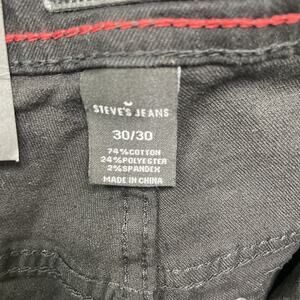 STEVE'S JEANS
30/30
74%COTTON
24%POLYESTER
2%SPANDEX
MADE IN CHINA